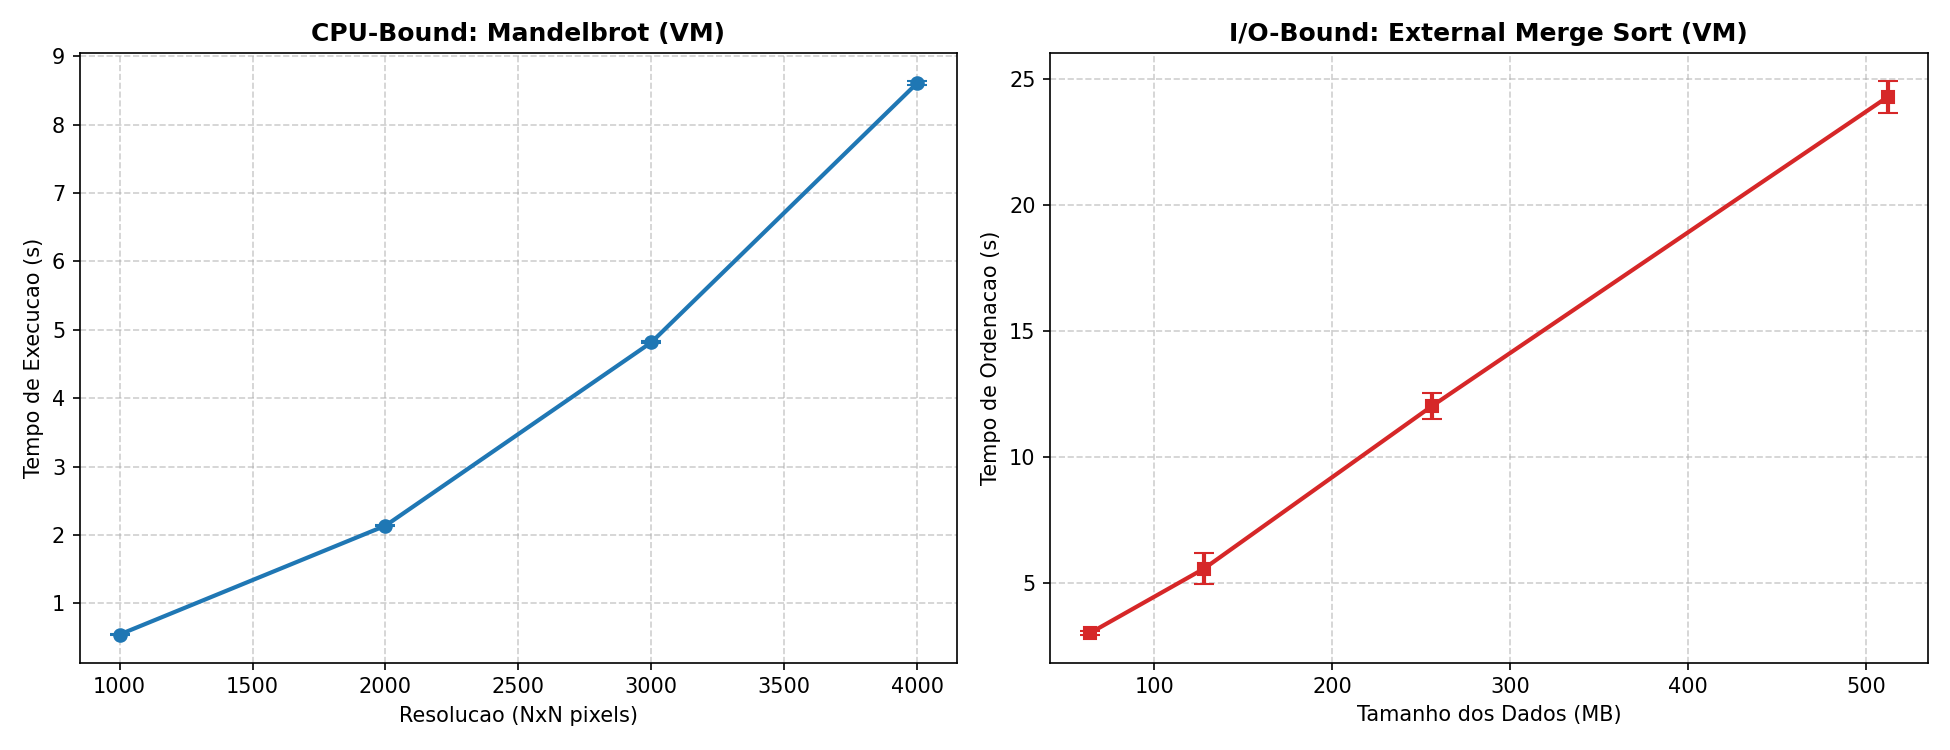 CPU-Bound: Mandelbrot (VM)
9
8
7
6
5
4
3
2
1
Tempo de Execucao (s)
1000 1500 2000 2500 3000 3500 4000
Resolucao (NxN pixels)
I/O-Bound: External Merge Sort (VM)
25
20
15
10
5
Tempo de Ordenacao (s)
100 200 300 400 500
Tamanho dos Dados (MB)